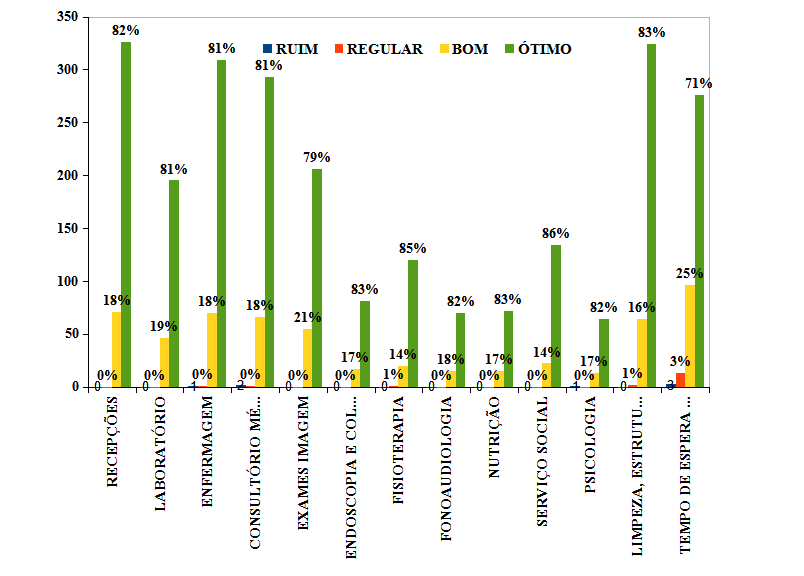 350
300
250
200
150
100
50
0
RUIM REGULAR BOM ÓTIMO
0 0% 18% 82%
0 0% 19% 81%
1 0% 18% 81%
2 0% 18% 81%
0 0% 21% 79%
0 0% 17% 83%
0 1% 14% 85%
0 0% 18% 82%
0 0% 17% 83%
0 0% 14% 86%
1 0% 17% 82%
0 1% 16% 83%
3 3% 25% 71%
RECEPÇÕES
LABORATÓRIO
ENFERMAGEM
CONSULTÓRIO MÉ...
EXAMES IMAGEM
ENDOSCOPIA E COL...
FISIOTERAPIA
FONOAUDIOLOGIA
NUTRIÇÃO
SERVIÇO SOCIAL
PSICOLOGIA
LIMPEZA, ESTRUTU...
TEMPO DE ESPERA ...